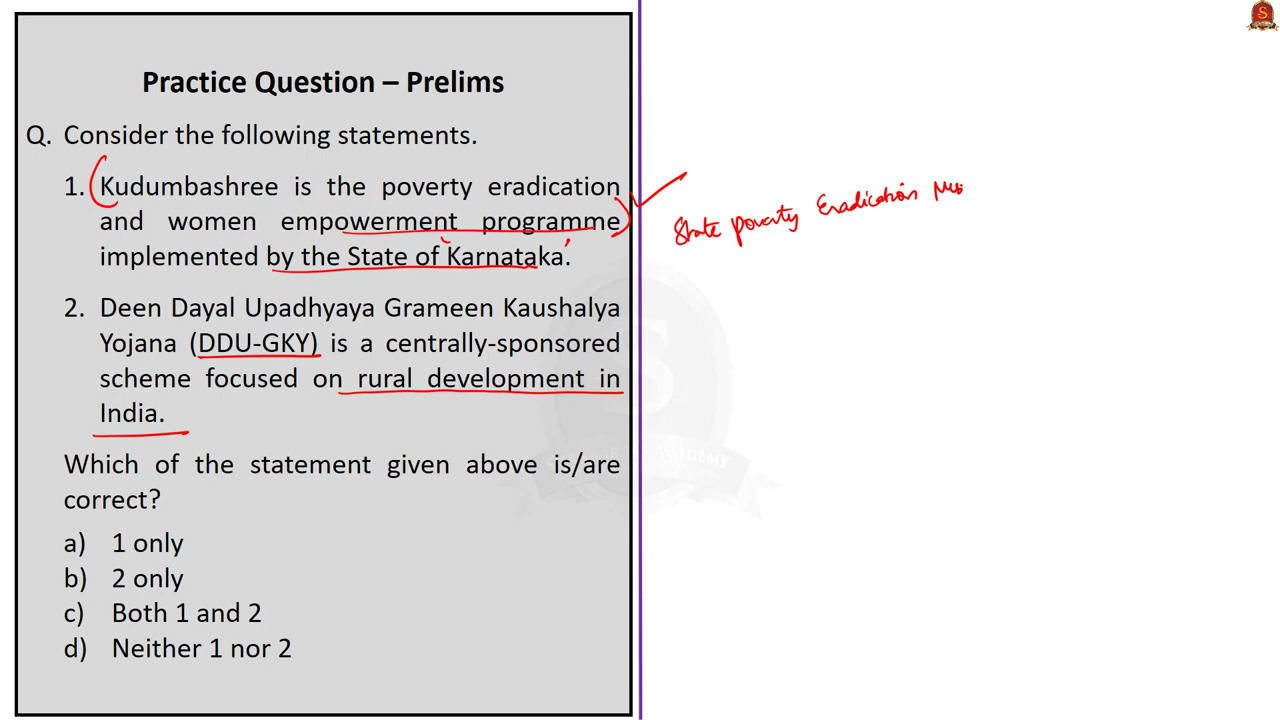 Practice Question – Prelims
Q. Consider the following statements.
1. Kudumbashree is the poverty eradication
and women empowerment programme
implemented by the State of 'Karnataka'.
State poverty Eradication
2. Deen Dayal Upadhyaya Grameen Kaushalya
Yojana (DDU-GKY) is a centrally-sponsored
scheme focused on rural development in
India.
Which of the statement given above is/are
correct?
a) 1 only
b) 2 only
c) Both 1 and 2
d) Neither 1 nor 2
S